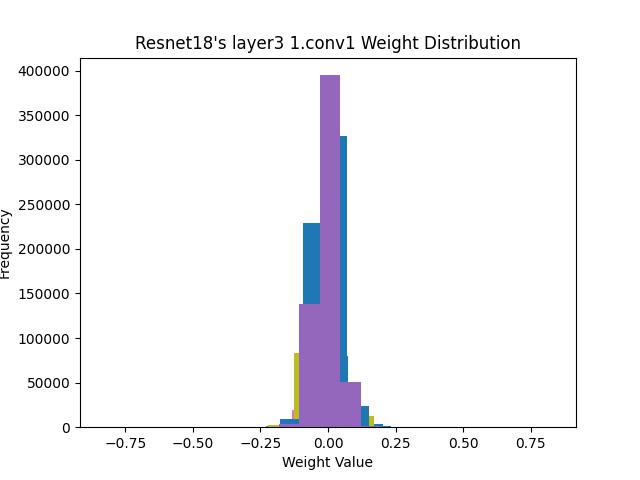 Resnet18's layer3 1.conv1 Weight Distribution
400000
350000
300000
250000
200000
150000
100000
50000
0
Frequency
−0.75 −0.50 −0.25 0.00 0.25 0.50 0.75
Weight Value